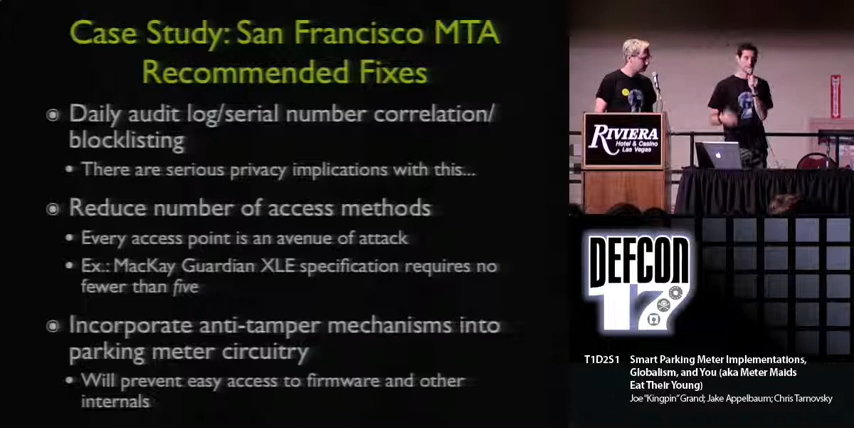 Case Study: San Francisco MTA
Recommended Fixes
Daily audit log/serial number correlation/
blocklisting
There are serious privacy implications with this...
Reduce number of access methods
Every access point is an avenue of attack
Ex.: MacKay Guardian XLE specification requires no
fewer than five
Incorporate anti-tamper mechanisms into
parking meter circuitry
Will prevent easy access to firmware and other
internals
RIVIERA
Hotel & Casino
Las Vegas
DEFCON
17
T1D2S1 Smart Parking Meter Implementations,
Globalism, and You (aka Meter Maids
Eat Their Young)
Joe "Kingpin" Grand; Jake Appelbaum; Chris Tarnovsky